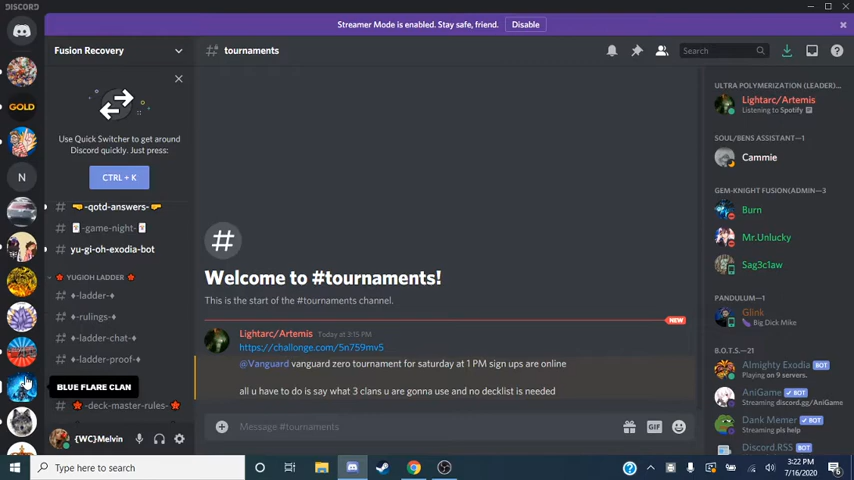 DISCORD
Streamer Mode is enabled. Stay safe, friend.
Disable
Fusion Recovery
# tournaments
Search
GOLD
N
Use Quick Switcher to get around
Discord quickly. Just press:
CTRL + K
-qotd-answers-
-game-night-
yu-gi-oh-exodia-bot
YUGIOH LADDER
♦-ladder-♦
♦-rulings-♦
♦-ladder-chat-♦
♦-ladder-proof-♦
BLUE FLARE CLAN
-deck-master-rules-
{WC}Melvin
#
Welcome to #tournaments!
This is the start of the #tournaments channel.
NEW
Lightarc/Artemis Today at 3:15 PM
https://challonge.com/5n759mv5
@Vanguard vanguard zero tournament for saturday at 1 PM sign ups are online
all u have to do is say what 3 clans u are gonna use and no decklist is needed
Message #tournaments
GIF
ULTRA POLYMERIZATION (LEADER)...
Lightarc/Artemis
Listening to Spotify
SOUL/BENS ASSISTANT—1
Cammie
GEM-KNIGHT FUSION(ADMIN—3
Burn
Mr.Unlucky
Sag3c1aw
PANDULUM—1
Glink
Big Dick Mike
B.O.T.S.—21
Almighty Exodia BOT
Playing on 9 servers.
AniGame BOT
Streaming discord.gg/AniGame
Dank Memer BOT
Streaming pls help
Discord.RSS BOT
Type here to search
3:22 PM
7/16/2020